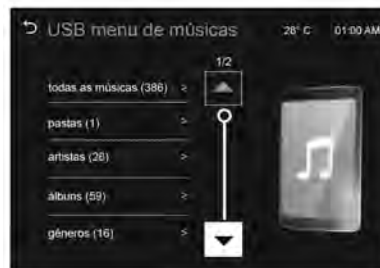 USB menu de músicas 28° C 01:00 AM
1/2
todas as músicas (386) >
pastas (1) >
artistas (26) >
álbuns (59) >
gêneros (16) >